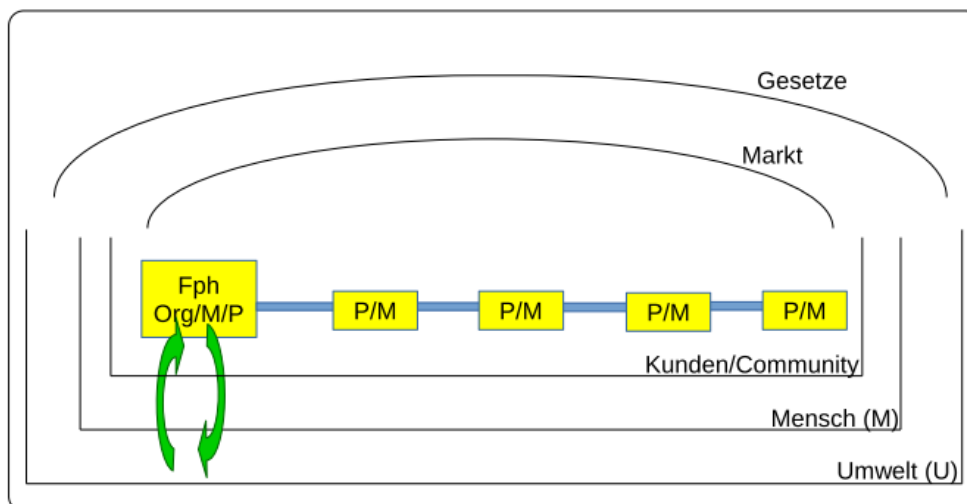 Gesetze
Markt
Fph
Org/M/P
P/M
P/M
P/M
P/M
Kunden/Community
Mensch (M)
Umwelt (U)